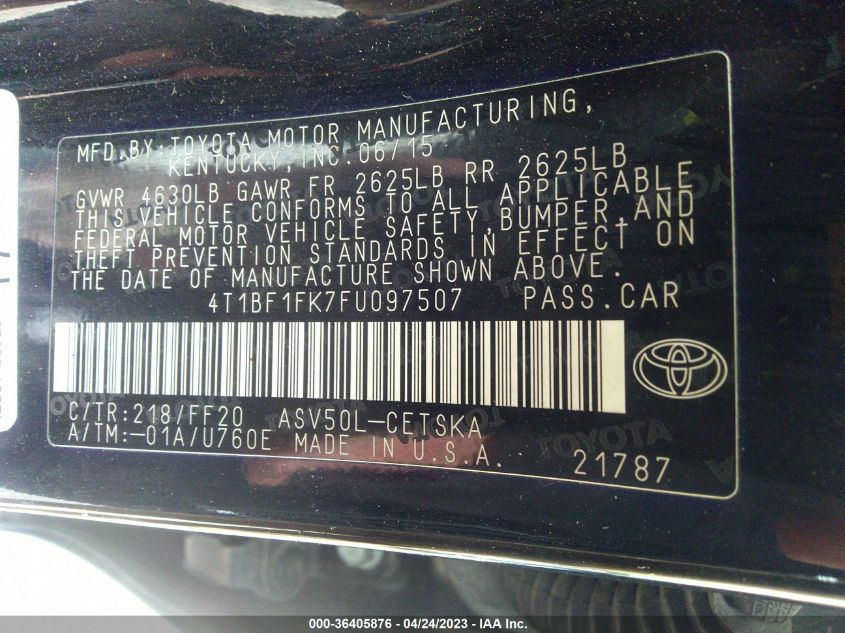 MFD.BY:TOYOTA MOTOR MANUFACTURING,
KENTUCKY,INC.06/15
GVWR 4630LB GAWR FR 2625LB RR 2625LB
THIS VEHICLE CONFORMS TO ALL APPLICABLE
FEDERAL MOTOR VEHICLE SAFETY,BUMPER,AND
THEFT PREVENTION STANDARDS IN EFFECT ON
THE DATE OF MANUFACTURE SHOWN ABOVE.
4T1BF1FK7FU097507 PASS.CAR
C/TR:218/FF20 ASV50L-CETSKA
A/TM:-01A/U760E MADE IN U.S.A. 21787
000-36405876 - 04/24/2023 - IAA Inc.